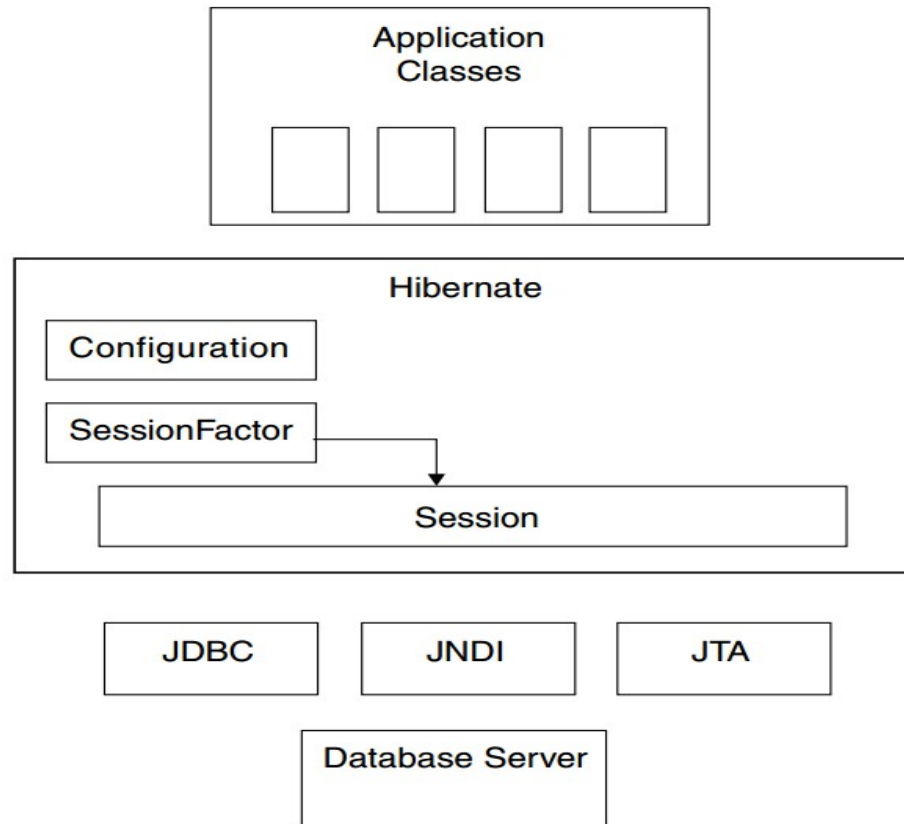 Application
Classes
Hibernate
Configuration
SessionFactor
Session
JDBC
JNDI
JTA
Database Server